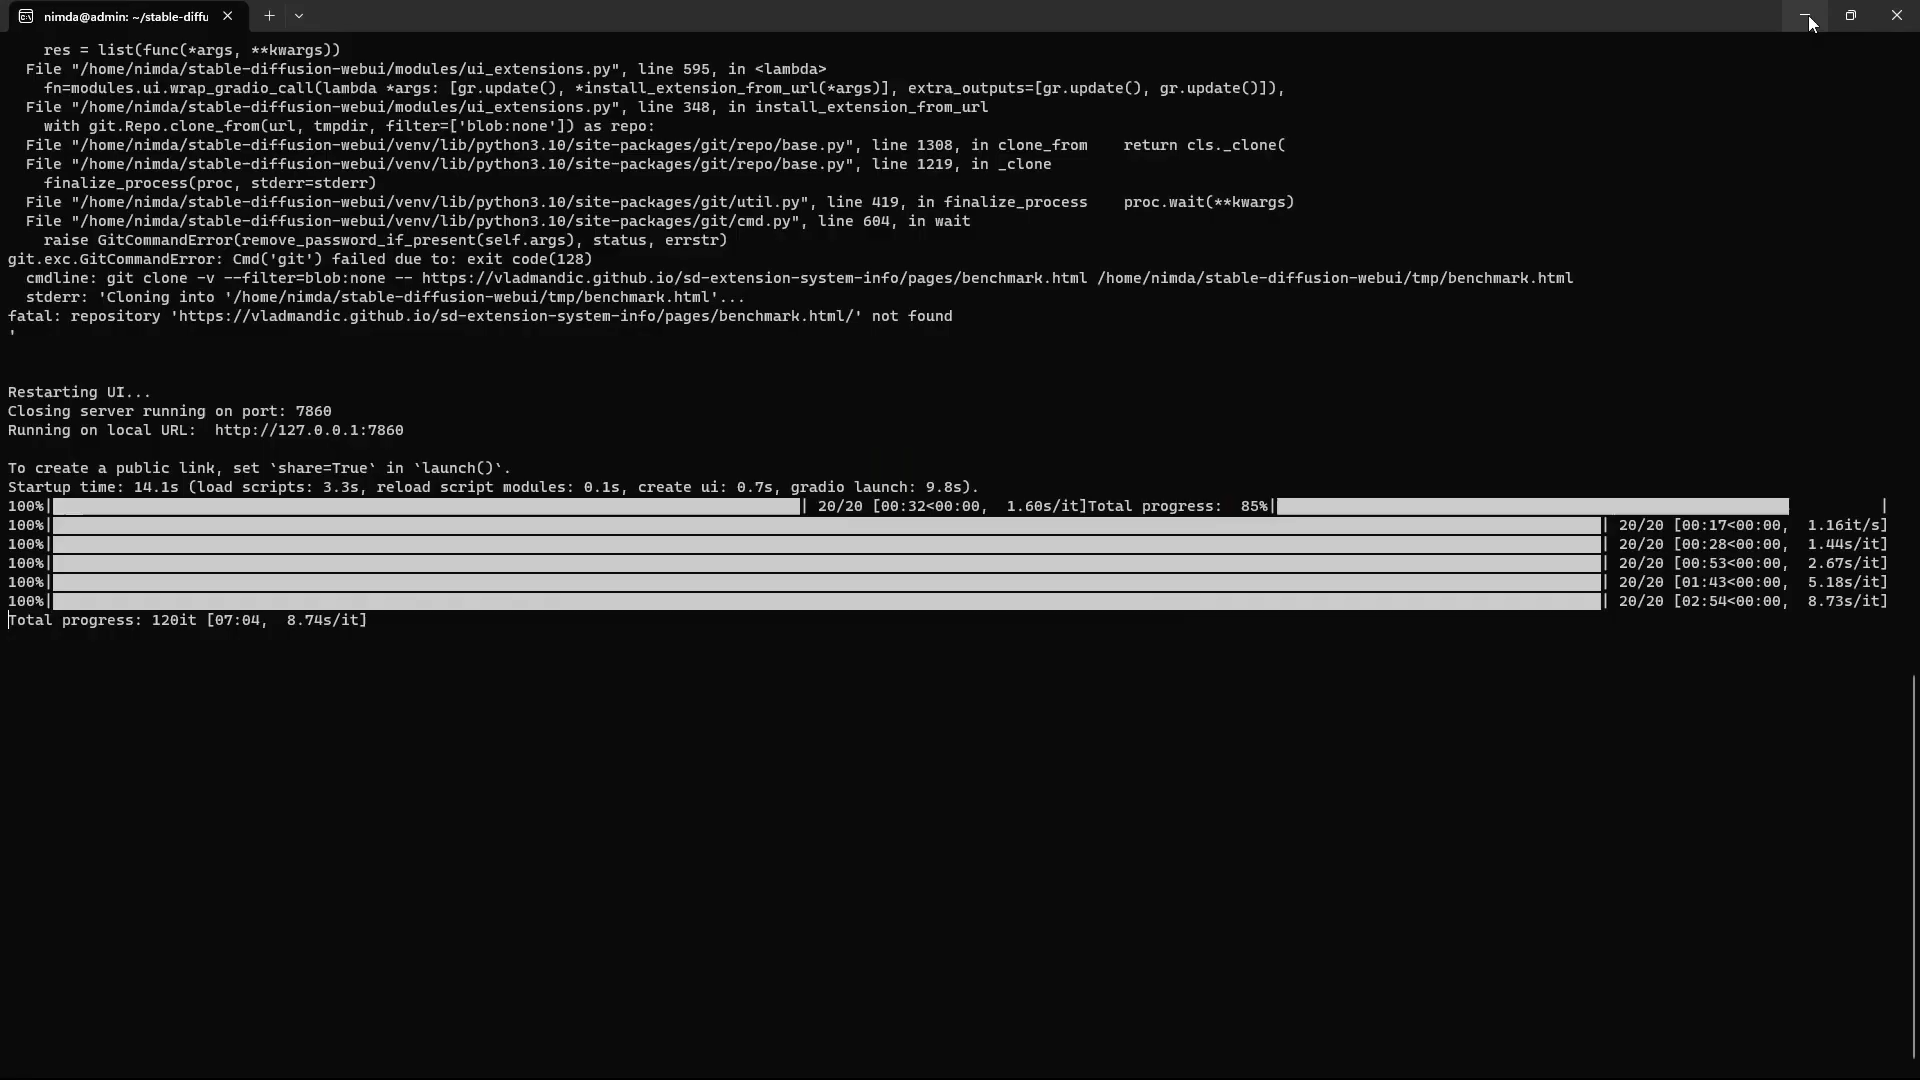 nimda@admin: ~/stable-diffu
res = list(func(*args, **kwargs))
File "/home/nimda/stable-diffusion-webui/modules/ui_extensions.py", line 595, in <lambda>
fn=modules.ui.wrap_gradio_call(lambda *args: [gr.update(), *install_extension_from_url(*args)], extra_outputs=[gr.update(), gr.update()]),
File "/home/nimda/stable-diffusion-webui/modules/ui_extensions.py", line 348, in install_extension_from_url
with git.Repo.clone_from(url, tmpdir, filter=['blob:none']) as repo:
File "/home/nimda/stable-diffusion-webui/venv/lib/python3.10/site-packages/git/repo/base.py", line 1308, in clone_from    return cls._clone(
File "/home/nimda/stable-diffusion-webui/venv/lib/python3.10/site-packages/git/repo/base.py", line 1219, in _clone
finalize_process(proc, stderr=stderr)
File "/home/nimda/stable-diffusion-webui/venv/lib/python3.10/site-packages/git/util.py", line 419, in finalize_process    proc.wait(**kwargs)
File "/home/nimda/stable-diffusion-webui/venv/lib/python3.10/site-packages/git/cmd.py", line 604, in wait
raise GitCommandError(remove_password_if_present(self.args), status, errstr)
git.exc.GitCommandError: Cmd('git') failed due to: exit code(128)
cmdline: git clone -v --filter=blob:none -- https://vladmandic.github.io/sd-extension-system-info/pages/benchmark.html /home/nimda/stable-diffusion-webui/tmp/benchmark.html
stderr: 'Cloning into '/home/nimda/stable-diffusion-webui/tmp/benchmark.html'...
fatal: repository 'https://vladmandic.github.io/sd-extension-system-info/pages/benchmark.html/' not found
'
Restarting UI...
Closing server running on port: 7860
Running on local URL:  http://127.0.0.1:7860
To create a public link, set `share=True` in `launch()`.
Startup time: 14.1s (load scripts: 3.3s, reload script modules: 0.1s, create ui: 0.7s, gradio launch: 9.8s).
100%| | 20/20 [00:32<00:00,  1.60s/it]Total progress:  85%| |
100%| | 20/20 [00:17<00:00,  1.16it/s]
100%| | 20/20 [00:28<00:00,  1.44s/it]
100%| | 20/20 [00:53<00:00,  2.67s/it]
100%| | 20/20 [01:43<00:00,  5.18s/it]
100%| | 20/20 [02:54<00:00,  8.73s/it]
Total progress: 120it [07:04,  8.74s/it]